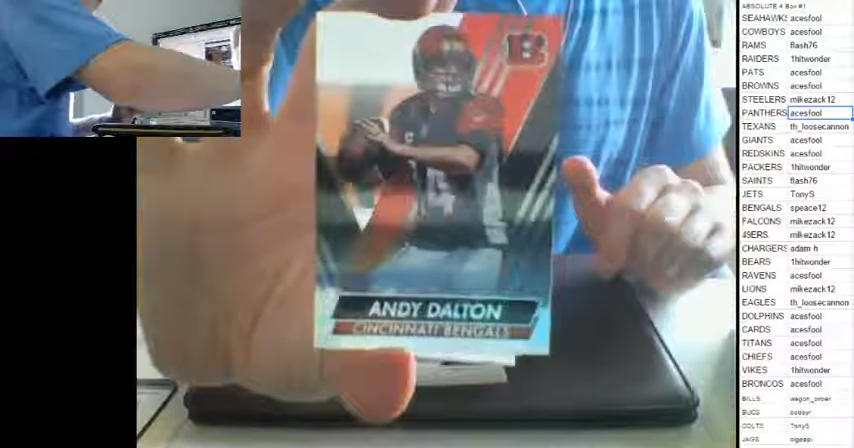 ANDY DALTON
CINCINNATI BENGALS
B
14
ABSOLUTE 4 Box #1
SEAHAWKS acesfool
COWBOYS acesfool
RAMS flash76
RAIDERS 1hitwonder
PATS acesfool
BROWNS acesfool
STEELERS mikezack12
PANTHERS acesfool
TEXANS th_loosecannon
GIANTS acesfool
REDSKINS acesfool
PACKERS 1hitwonder
SAINTS flash76
JETS TonyS
BENGALS speace12
FALCONS mikezack12
49ERS mikezack12
CHARGERS adam h
BEARS 1hitwonder
RAVENS acesfool
LIONS mikezack12
EAGLES th_loosecannon
DOLPHINS acesfool
CARDS acesfool
TITANS acesfool
CHIEFS acesfool
VIKES 1hitwonder
BRONCOS acesfool
BILLS
BUCS
COLTS TonyS
JAGS